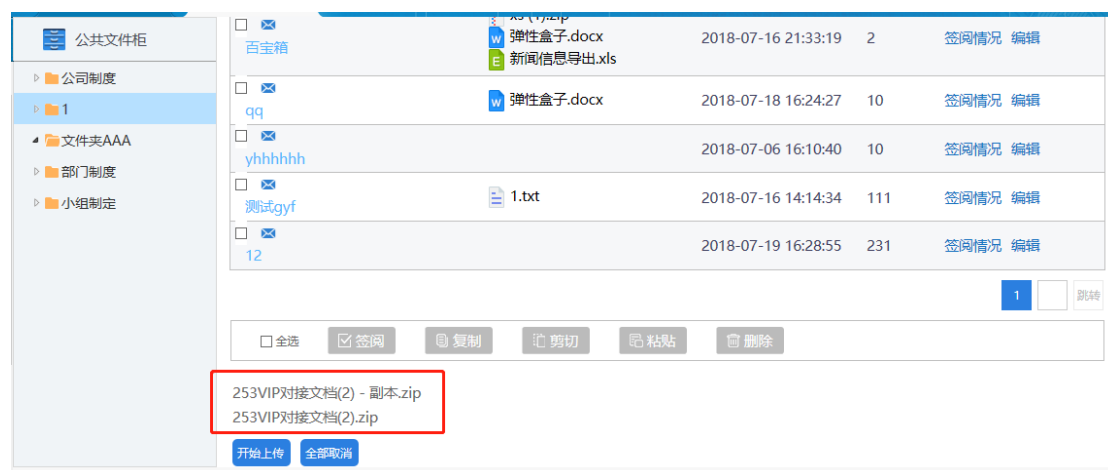 公共文件柜
公司制度
1
文件夹AAA
部门制度
小组制定
xls (1).zip
百宝箱 弹性盒子.docx 2018-07-16 21:33:19 2 签阅情况 编辑
新闻信息导出.xls
qq 弹性盒子.docx 2018-07-18 16:24:27 10 签阅情况 编辑
yhhhhhh 2018-07-06 16:10:40 10 签阅情况 编辑
测试gyf 1.txt 2018-07-16 14:14:34 111 签阅情况 编辑
12 2018-07-19 16:28:55 231 签阅情况 编辑
1 跳转
全选 签阅 复制 剪切 粘贴 删除
253VIP对接文档(2) - 副本.zip
253VIP对接文档(2).zip
开始上传 全部取消